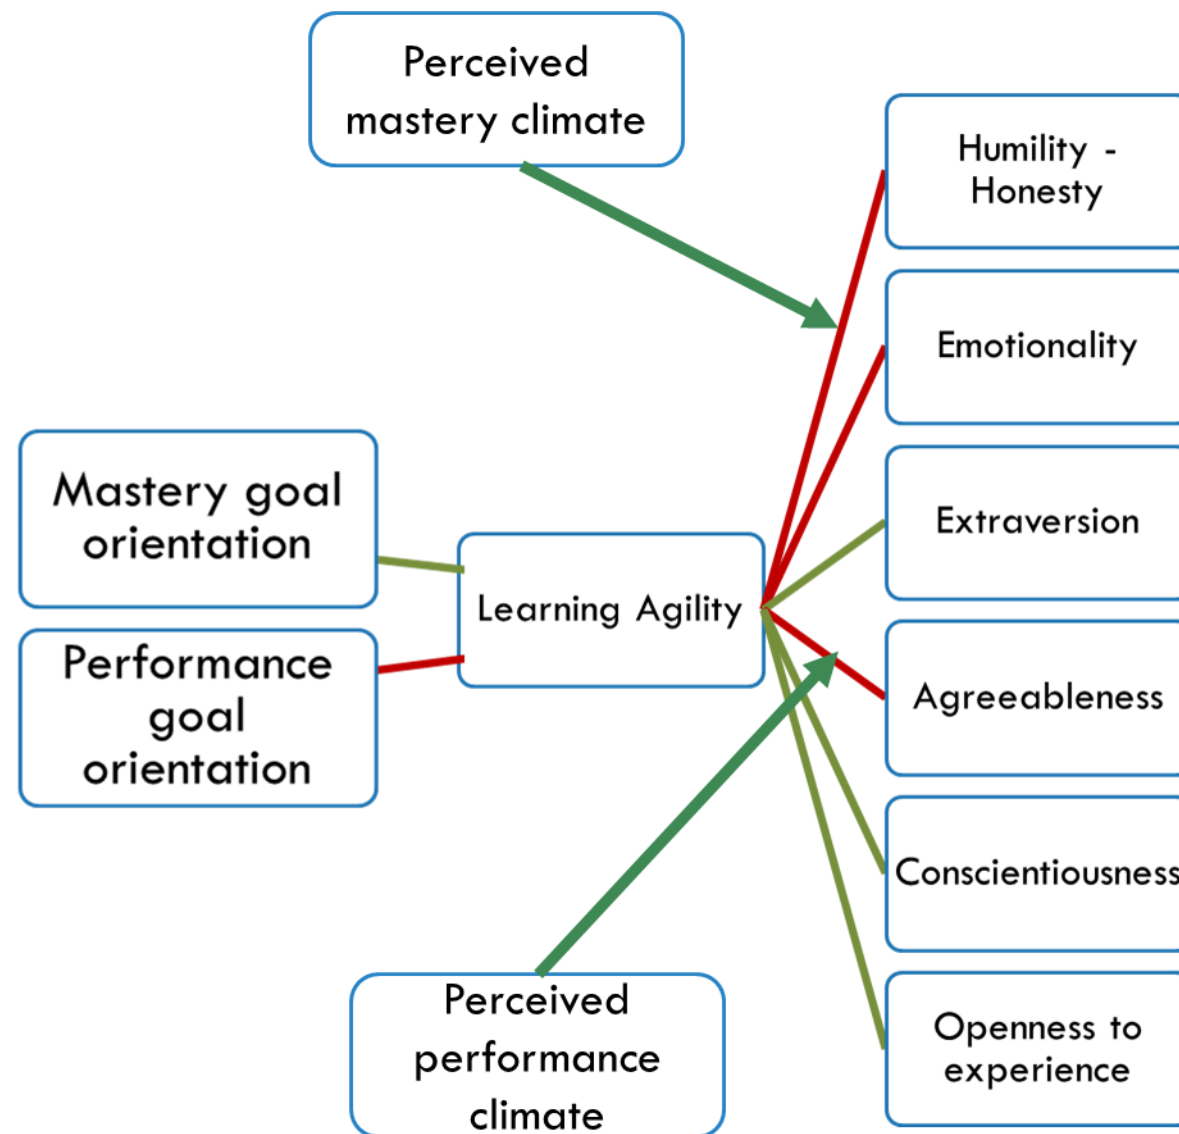 Perceived
mastery climate
Humility -
Honesty
Emotionality
Extraversion
Mastery goal
orientation
Learning Agility
Performance
goal
orientation
Agreeableness
Conscientiousness
Perceived
performance
climate
Openness to
experience